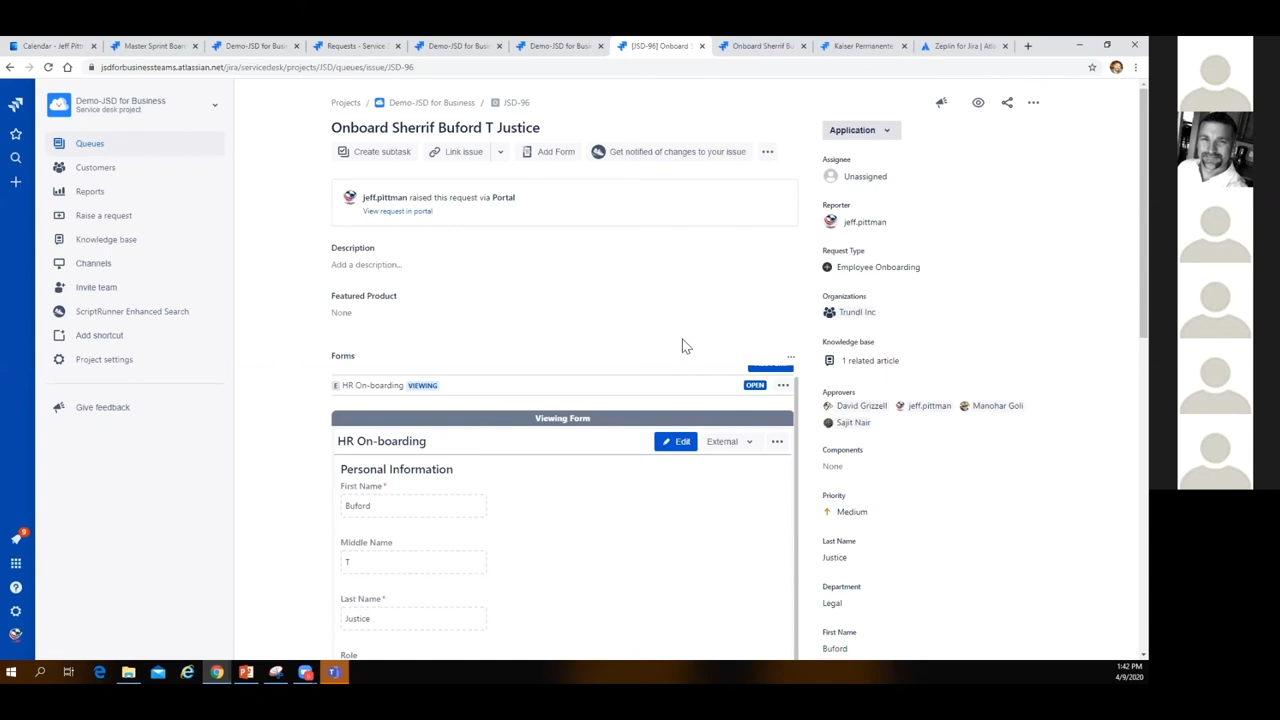 Calendar - Jeff Pitt
Master Sprint Boar
Demo-JSD for Busi
Requests - Service
Demo-JSD for Busi
Demo-JSD for Busi
[JSD-96] Onboard S
Onboard Sherrif Bu
Kaiser Permanente
Zeplin for Jira | Atla
jsdforbusinessteams.atlassian.net/jira/servicedesk/projects/JSD/queues/issue/JSD-96
Demo-JSD for Business
Service desk project
Queues
Customers
Reports
Raise a request
Knowledge base
Channels
Invite team
ScriptRunner Enhanced Search
Add shortcut
Project settings
Give feedback
9
Projects / Demo-JSD for Business / JSD-96
Onboard Sherrif Buford T Justice
Create subtask
Link issue
Add Form
Get notified of changes to your issue
jeff.pittman raised this request via Portal
View request in portal
Description
Add a description...
Featured Product
None
Forms
E HR On-boarding VIEWING
OPEN
Viewing Form
HR On-boarding
Edit
External
Personal Information
First Name*
Buford
Middle Name
T
Last Name*
Justice
Role
Application
Assignee
Unassigned
Reporter
jeff.pittman
Request Type
Employee Onboarding
Organizations
Trundl Inc
Knowledge base
1 related article
Approvers
David Grizzell jeff.pittman Manohar Goli
Sajit Nair
Components
None
Priority
Medium
Last Name
Justice
Department
Legal
First Name
Buford
1:42 PM
4/9/2020